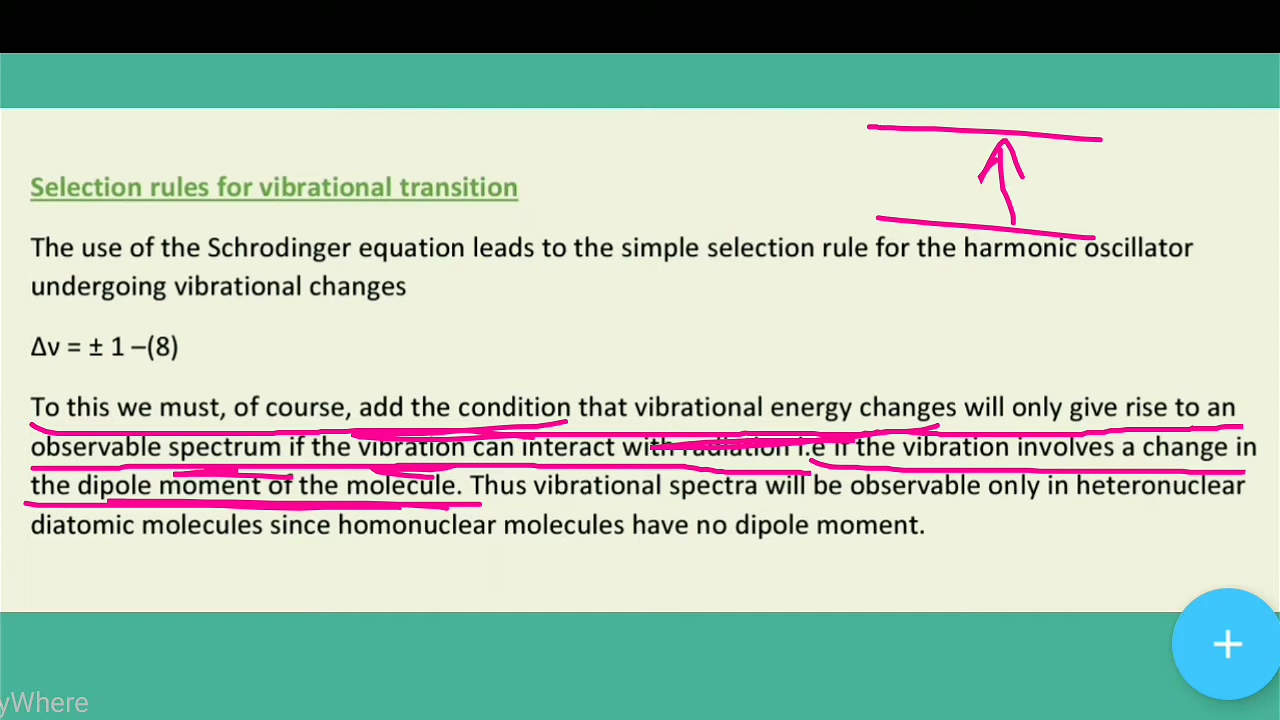 Selection rules for vibrational transition
The use of the Schrodinger equation leads to the simple selection rule for the harmonic oscillator
undergoing vibrational changes
Δν = ± 1 –(8)
To this we must, of course, add the condition that vibrational energy changes will only give rise to an
observable spectrum if the vibration can interact with radiation i.e if the vibration involves a change in
the dipole moment of the molecule. Thus vibrational spectra will be observable only in heteronuclear
diatomic molecules since homonuclear molecules have no dipole moment.
yWhere